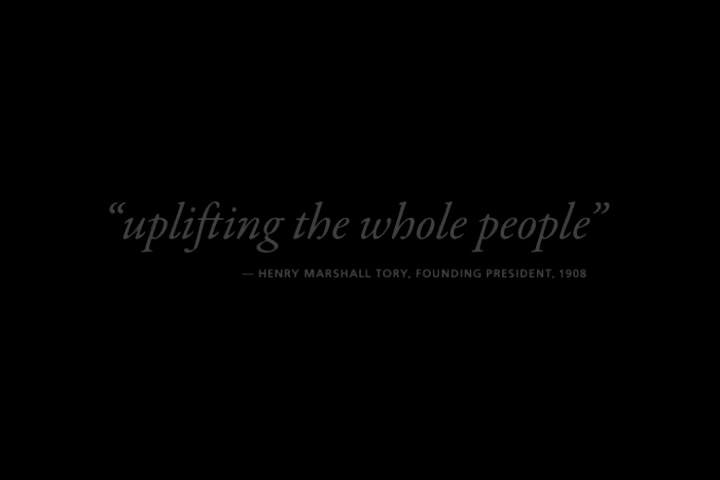 “uplifting the whole people”
— HENRY MARSHALL TORY, FOUNDING PRESIDENT, 1908